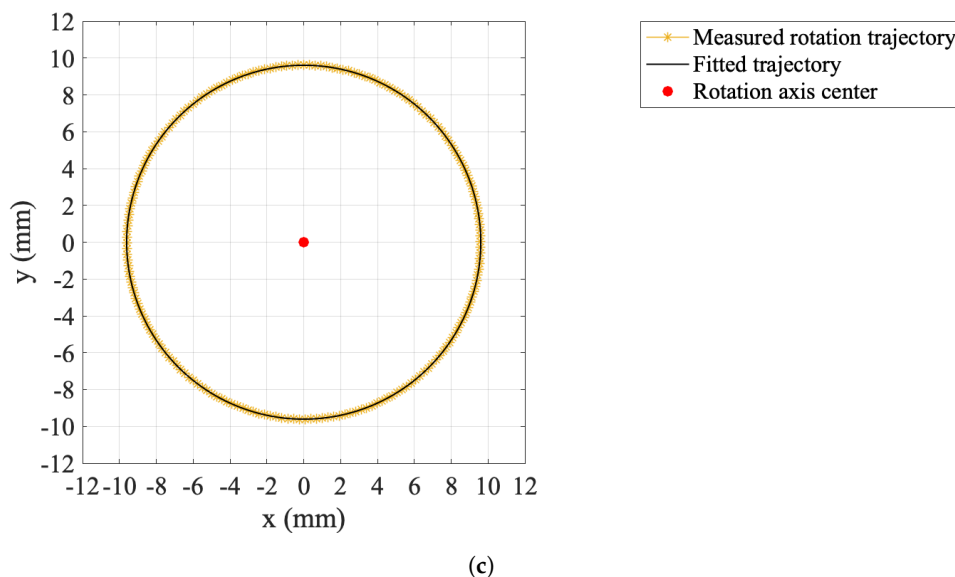 12
10
8
6
4
2
0
-2
-4
-6
-8
-10
-12
y (mm)
-12 -10 -8 -6 -4 -2 0 2 4 6 8 10 12
x (mm)
Measured rotation trajectory
Fitted trajectory
Rotation axis center
(c)